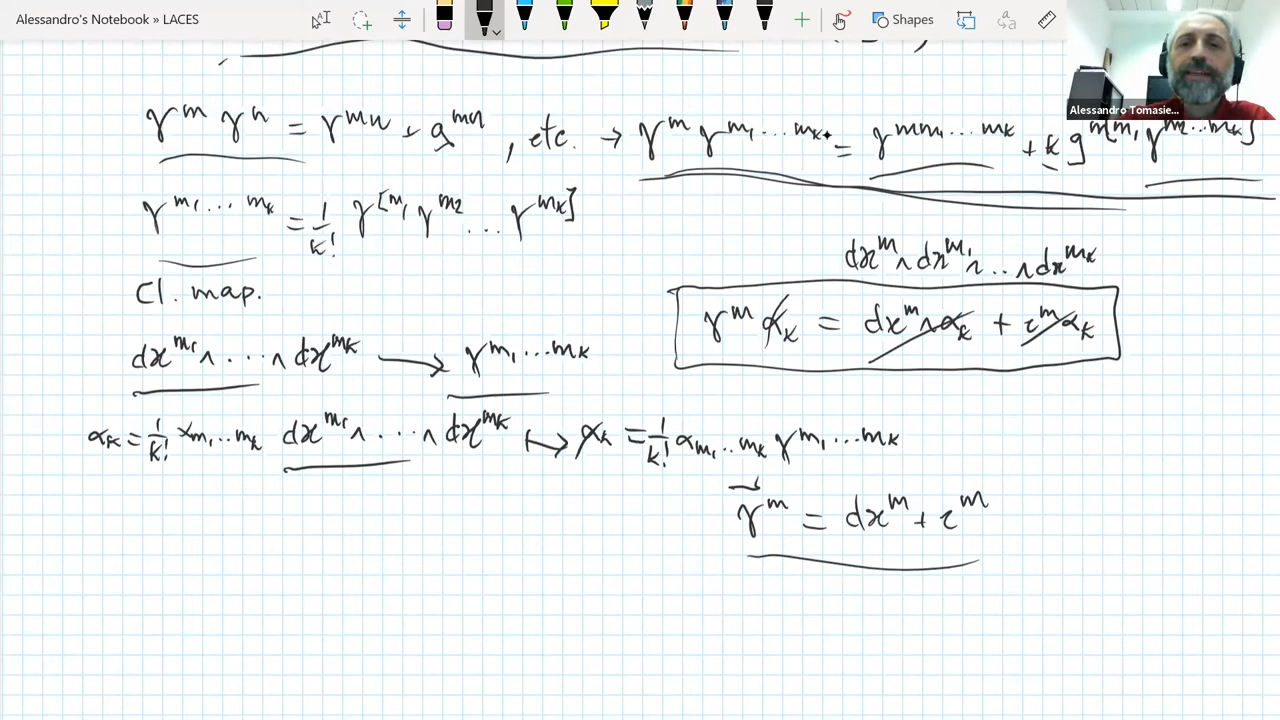 Alessandro's Notebook » LACES
Shapes
Alessandro Tomasie...
γ^m γ^n = γ^{mn} + g^{mn} , etc. → γ^m γ^{m_1...m_k} = γ^{mm_1...m_k} + k g^{m[m_1} γ^{m_2...m_k]}
γ^{m_1...m_k} = 1/k! γ^{[m_1} γ^{m_2} ... γ^{m_k]}
dx^m ∧ dx^{m_1} ∧ .. ∧ dx^{m_k}
Cl. map.
γ^m α̸_k = dx^m ∧ α_k + ι^m α_k
dx^{m_1} ∧ ... ∧ dx^{m_k} → γ^{m_1...m_k}
α_k = 1/k! α_{m_1...m_k} dx^{m_1} ∧ ... ∧ dx^{m_k} ↦ α̸_k = 1/k! α_{m_1...m_k} γ^{m_1...m_k}
γ⃗^m = dx^m + ι^m